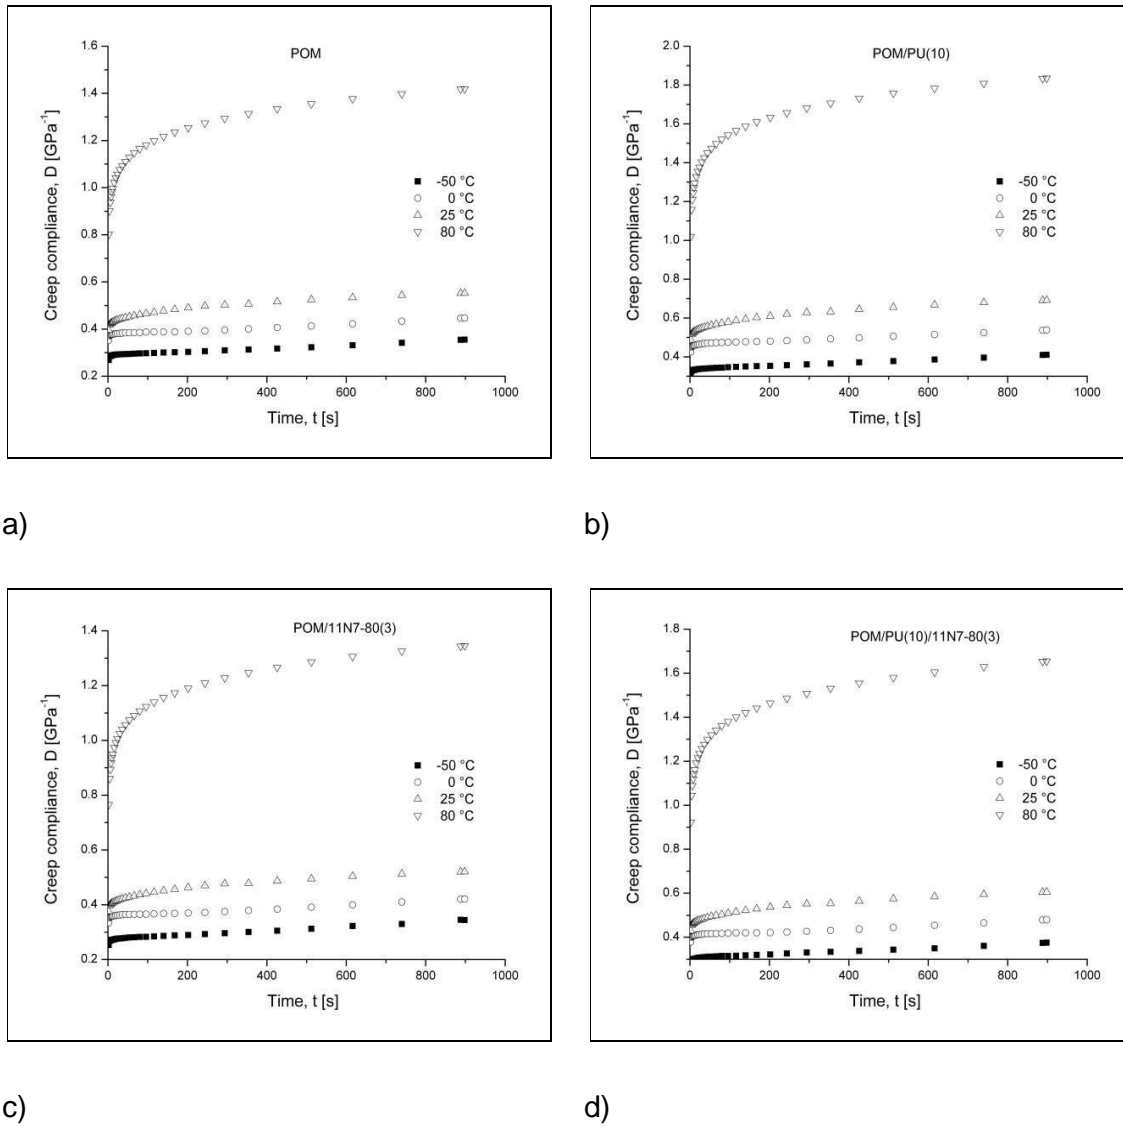 POM
Creep compliance, D [GPa⁻¹]
1.6
1.4
1.2
1.0
0.8
0.6
0.4
0.2
-50 °C
0 °C
25 °C
80 °C
0 200 400 600 800 1000
Time, t [s]
POM/PU(10)
Creep compliance, D [GPa⁻¹]
2.0
1.8
1.6
1.4
1.2
1.0
0.8
0.6
0.4
-50 °C
0 °C
25 °C
80 °C
0 200 400 600 800 1000
Time, t [s]
a)
b)
POM/11N7-80(3)
Creep compliance, D [GPa⁻¹]
1.4
1.2
1.0
0.8
0.6
0.4
0.2
-50 °C
0 °C
25 °C
80 °C
0 200 400 600 800 1000
Time, t [s]
POM/PU(10)/11N7-80(3)
Creep compliance, D [GPa⁻¹]
1.8
1.6
1.4
1.2
1.0
0.8
0.6
0.4
-50 °C
0 °C
25 °C
80 °C
0 200 400 600 800 1000
Time, t [s]
c)
d)